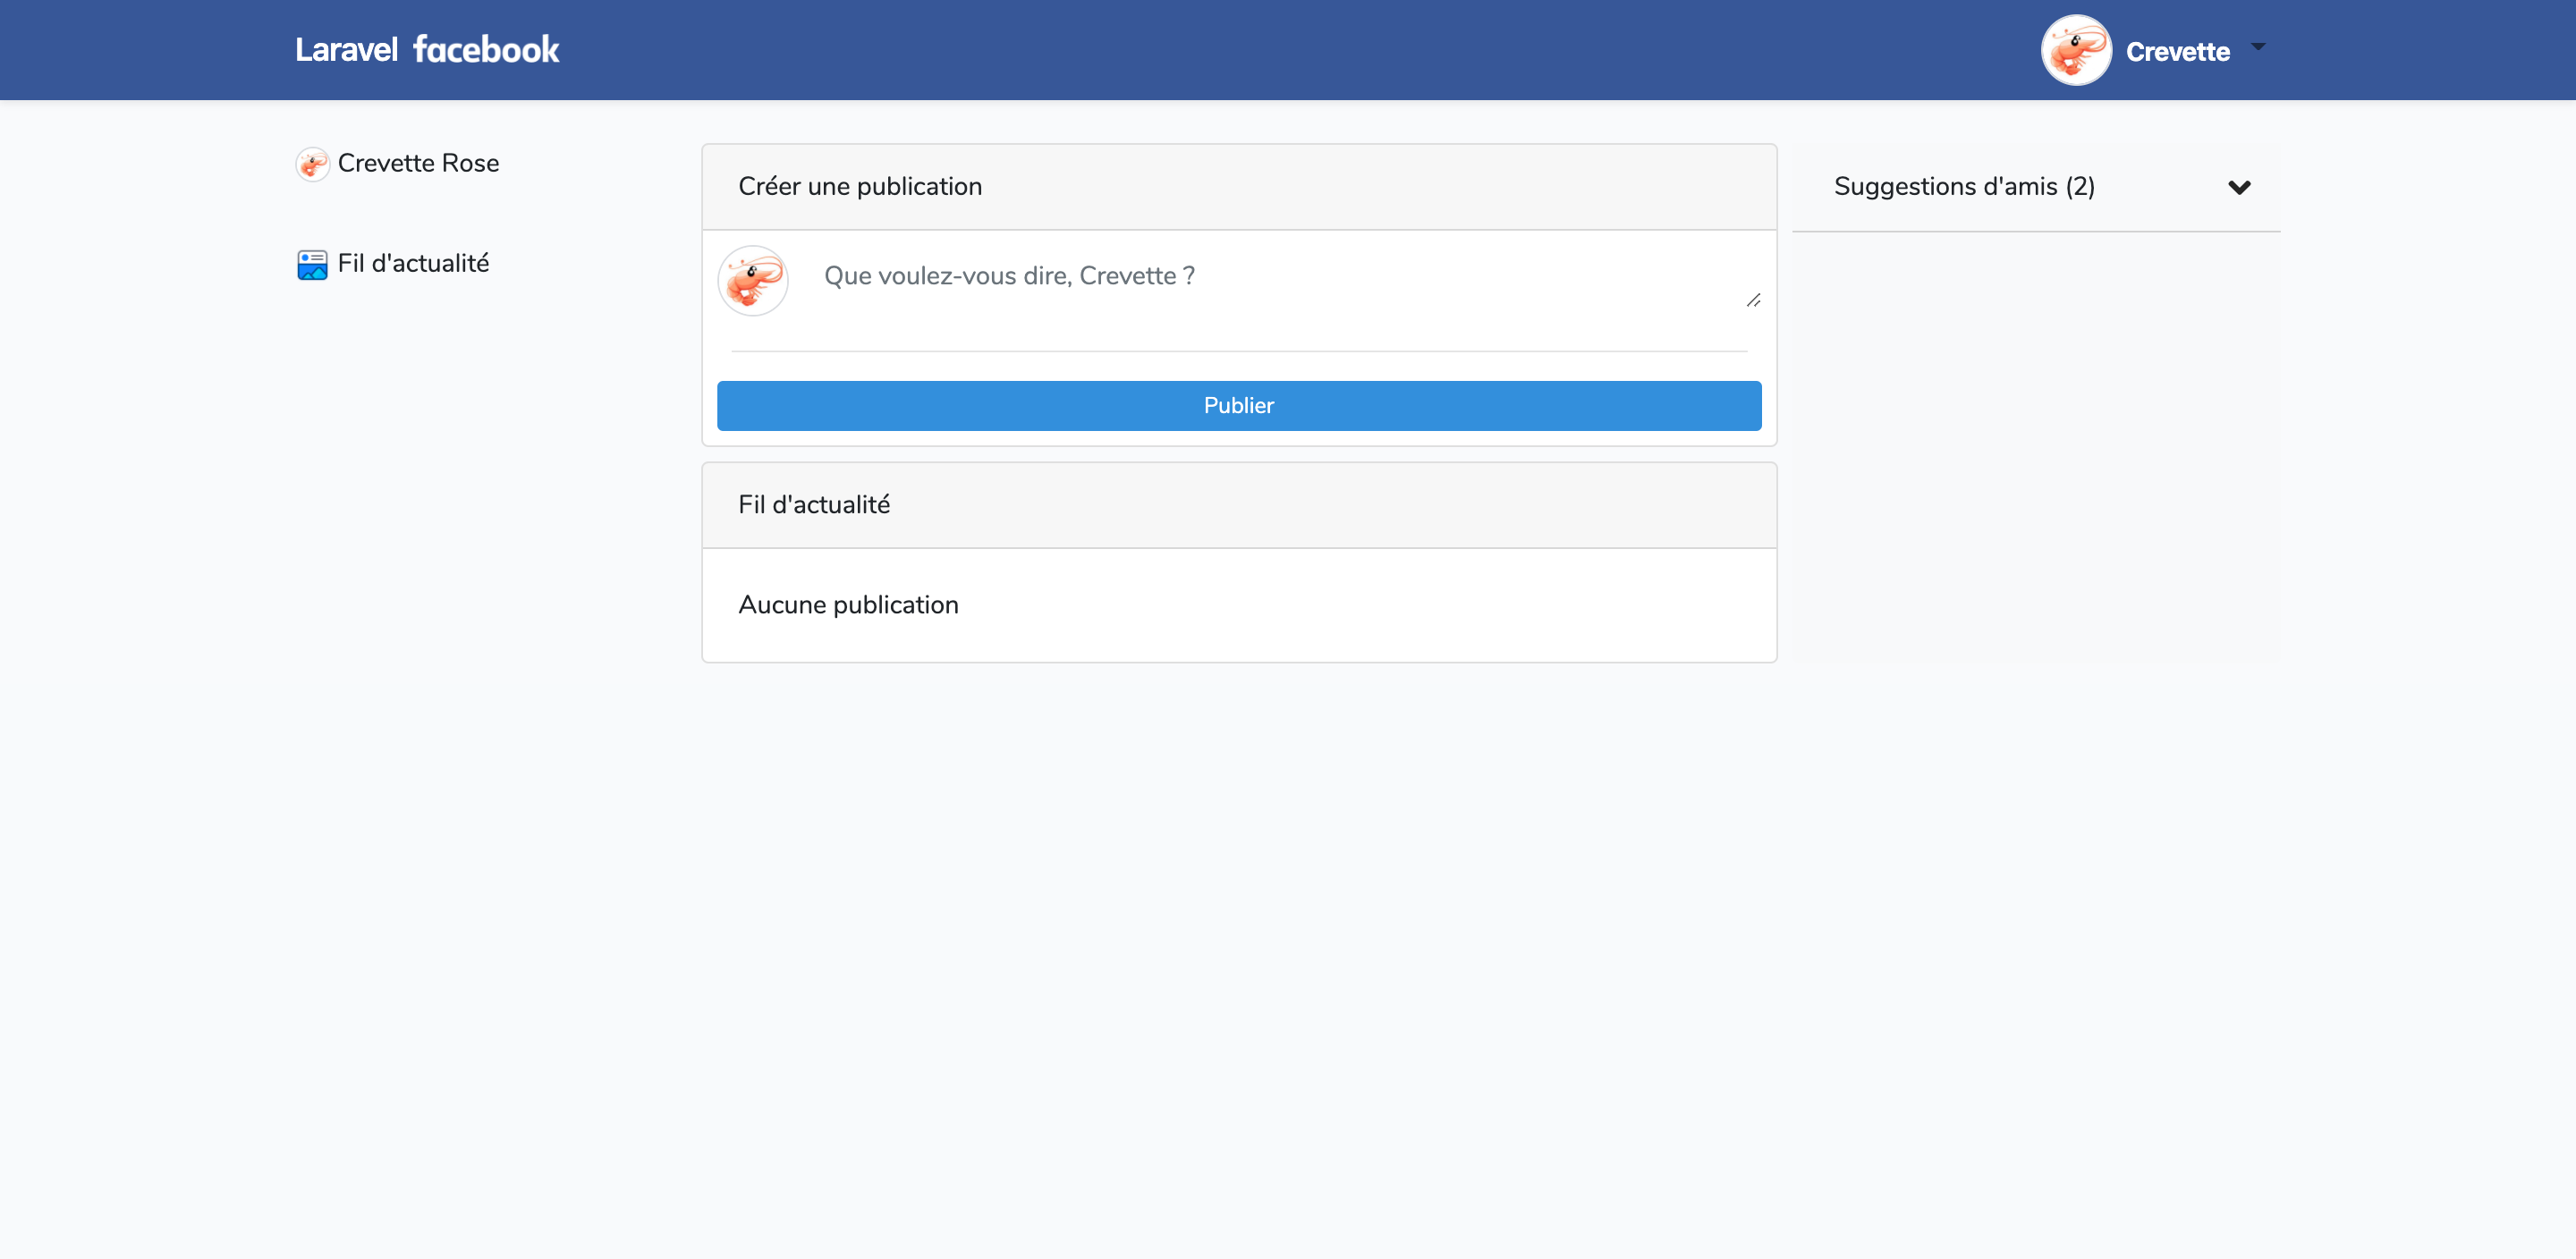 Laravel facebook
Crevette
Crevette Rose
Fil d'actualité
Créer une publication
Que voulez-vous dire, Crevette ?
Publier
Fil d'actualité
Aucune publication
Suggestions d'amis (2)